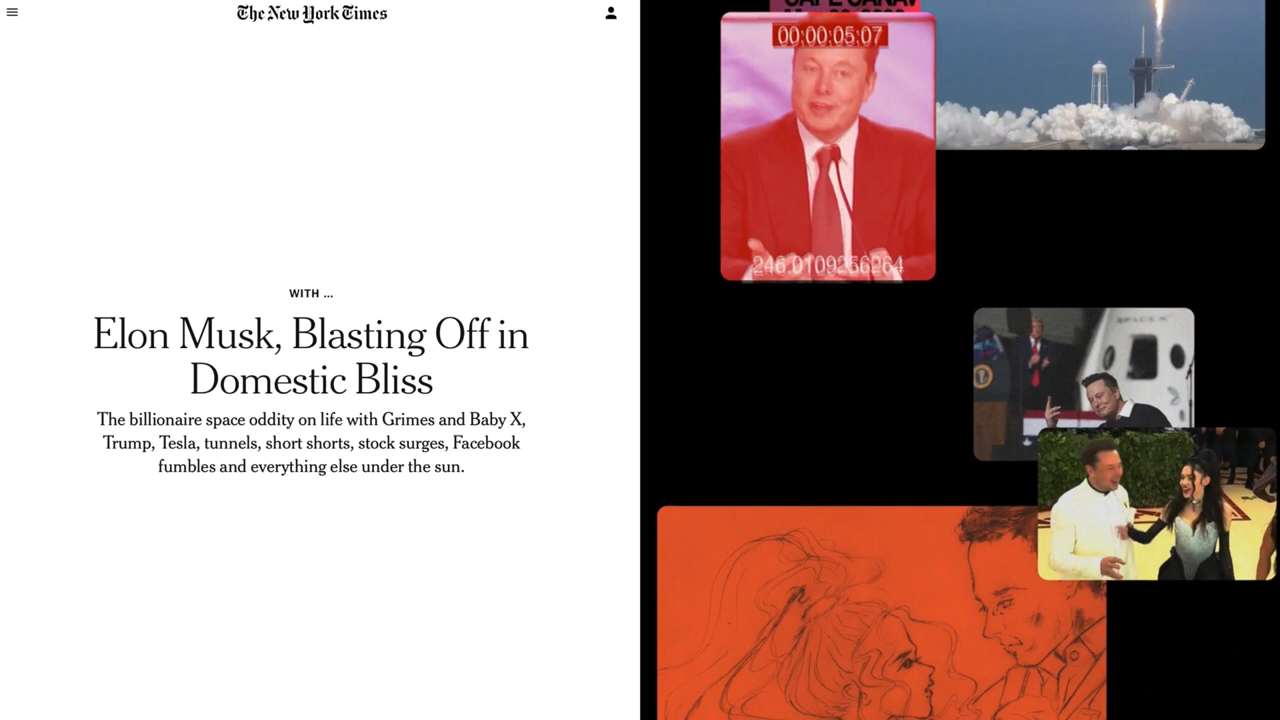 The New York Times
WITH ...
Elon Musk, Blasting Off in
Domestic Bliss
The billionaire space oddity on life with Grimes and Baby X,
Trump, Tesla, tunnels, short shorts, stock surges, Facebook
fumbles and everything else under the sun.
00:00:05:07
246.0109256264